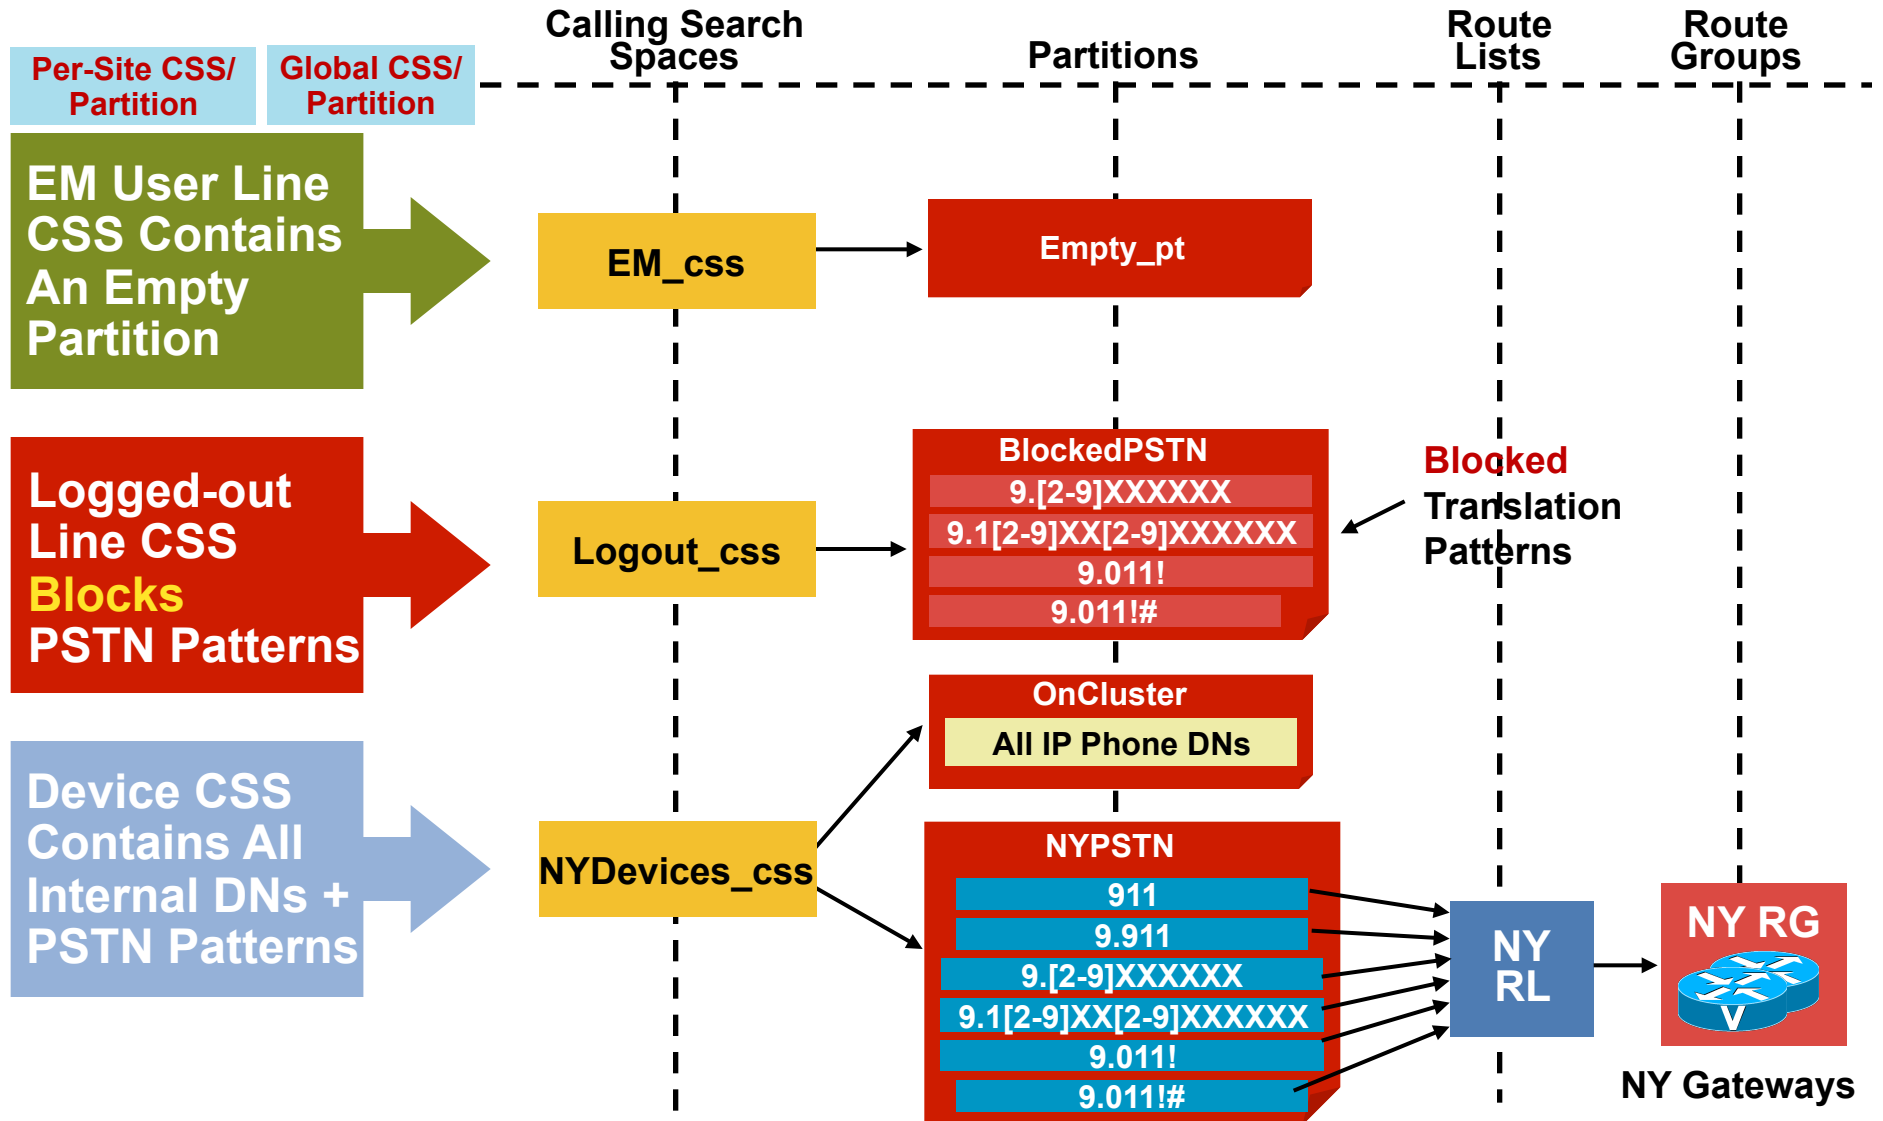 Calling Search
Spaces
Partitions
Route
Lists
Route
Groups
Per-Site CSS/
Partition
Global CSS/
Partition
EM User Line
CSS Contains
An Empty
Partition
EM_css
Empty_pt
Logged-out
Line CSS
Blocks
PSTN Patterns
Logout_css
BlockedPSTN
9.[2-9]XXXXXX
9.1[2-9]XX[2-9]XXXXXX
9.011!
9.011!#
Blocked
Translation
Patterns
Device CSS
Contains All
Internal DNs +
PSTN Patterns
NYDevices_css
OnCluster
All IP Phone DNs
NYPSTN
911
9.911
9.[2-9]XXXXXX
9.1[2-9]XX[2-9]XXXXXX
9.011!
9.011!#
NY
RL
NY RG
V
NY Gateways